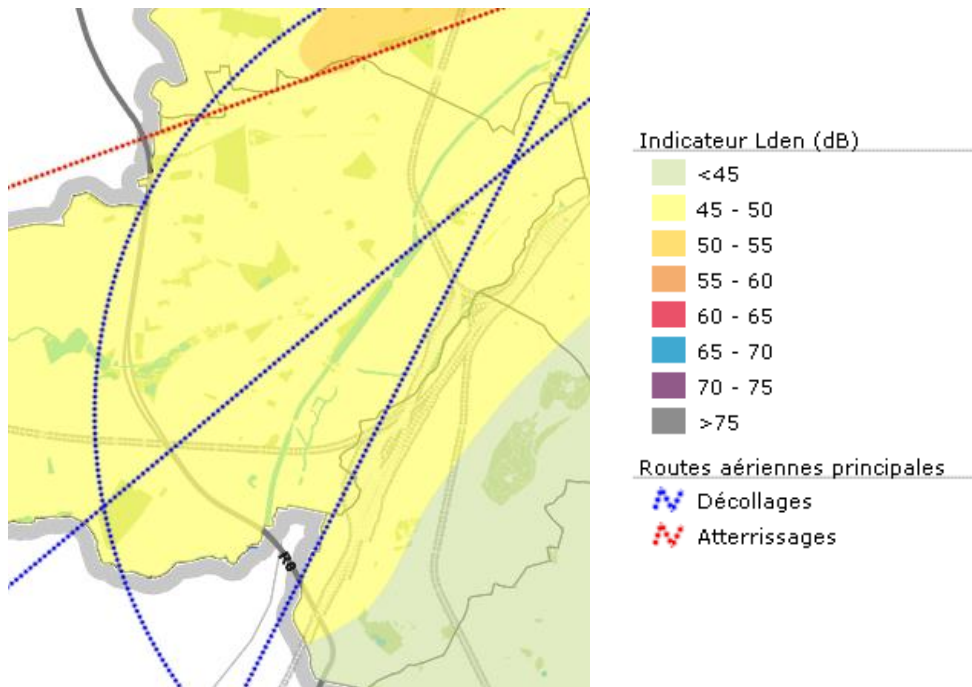 R0
Indicateur Lden (dB)
<45
45 - 50
50 - 55
55 - 60
60 - 65
65 - 70
70 - 75
>75
Routes aériennes principales
Décollages
Atterrissages